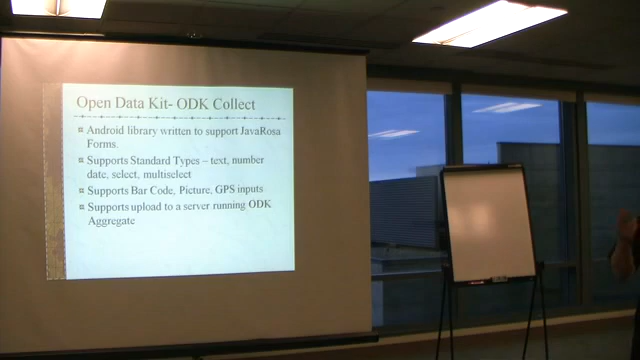 Open Data Kit- ODK Collect
Android library written to support JavaRosa
Forms.
Supports Standard Types – text, number
date, select, multiselect
Supports Bar Code, Picture, GPS inputs
Supports upload to a server running ODK
Aggregate